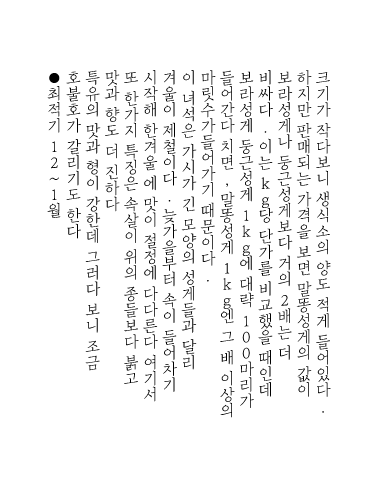 크기가 작다보니 생식소의 양도 적게 들어있다 .
하지만 판매되는 가격을 보면 말똥성게의 값이
보라성게나 둥근성게보다 거의 2배는 더
비싸다 . 이는 kg당 단가를 비교했을 때인데
보라성게 둥근성게 1kg에 대략 100마리가
들어간다 치면 , 말똥성게 1kg엔 그 배 이상의
마릿수가들어가기 때문이다 .
이 녀석은 가시가 긴 모양의 성게들과 달리
겨울이 제철이다 . 늦가을부터 속이 들어차기
시작해 한겨울에 맛이 절정에 다다른다 여기서
또 한가지 특징은 속살이 위의 종들보다 붉고
맛과 향도 더 진하다
특유의 맛과 형이 강한데 그러다 보니 조금
호불호가 갈리기도 한다
●최적기 12~1월